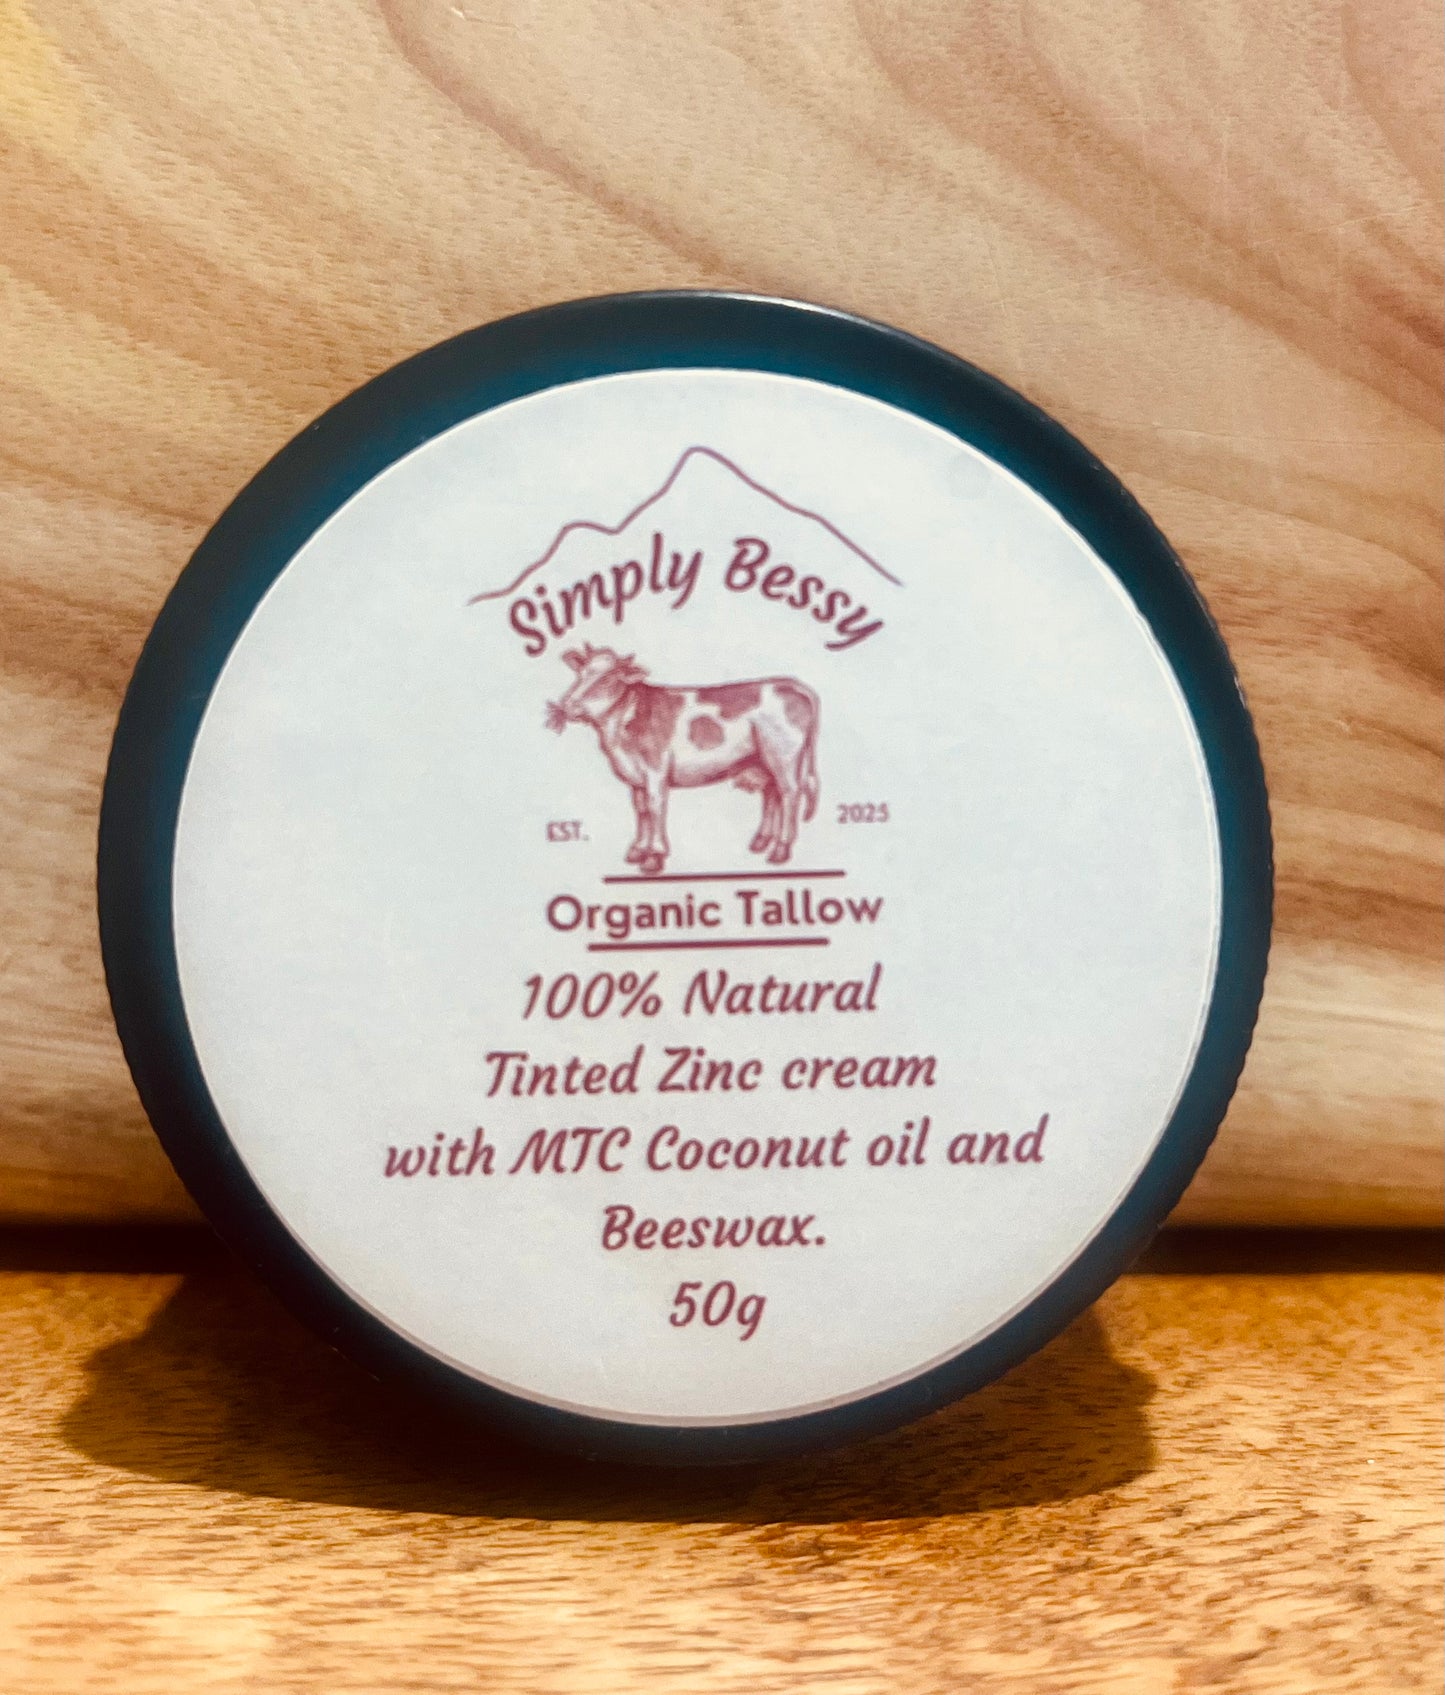 Simply Bessy
EST. 2025
Organic Tallow
100% Natural
Tinted Zinc cream
with MTC Coconut oil and
Beeswax.
50g